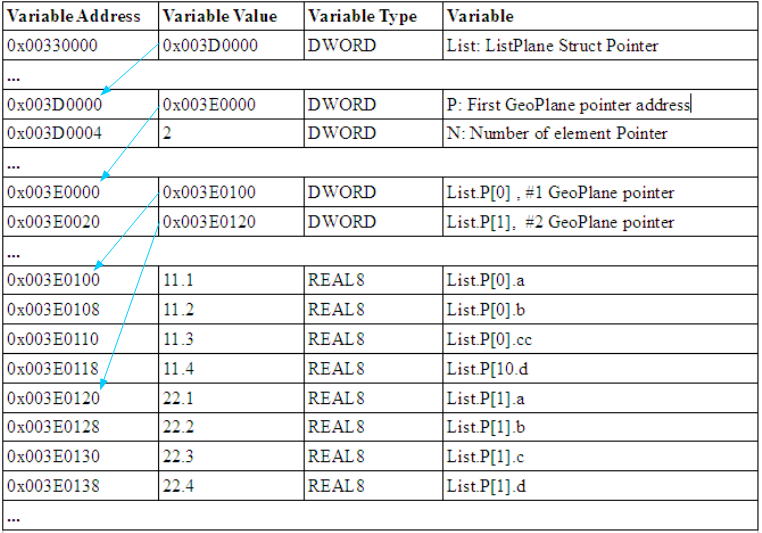 Variable Address Variable Value Variable Type Variable
0x00330000 0x003D0000 DWORD List: ListPlane Struct Pointer
...
0x003D0000 0x003E0000 DWORD P: First GeoPlane pointer address
0x003D0004 2 DWORD N: Number of element Pointer
...
0x003E0000 0x003E0100 DWORD List.P[0] , #1 GeoPlane pointer
0x003E0020 0x003E0120 DWORD List.P[1], #2 GeoPlane pointer
...
0x003E0100 11.1 REAL8 List.P[0].a
0x003E0108 11.2 REAL8 List.P[0].b
0x003E0110 11.3 REAL8 List.P[0].cc
0x003E0118 11.4 REAL8 List.P[10.d
0x003E0120 22.1 REAL8 List.P[1].a
0x003E0128 22.2 REAL8 List.P[1].b
0x003E0130 22.3 REAL8 List.P[1].c
0x003E0138 22.4 REAL8 List.P[1].d
...